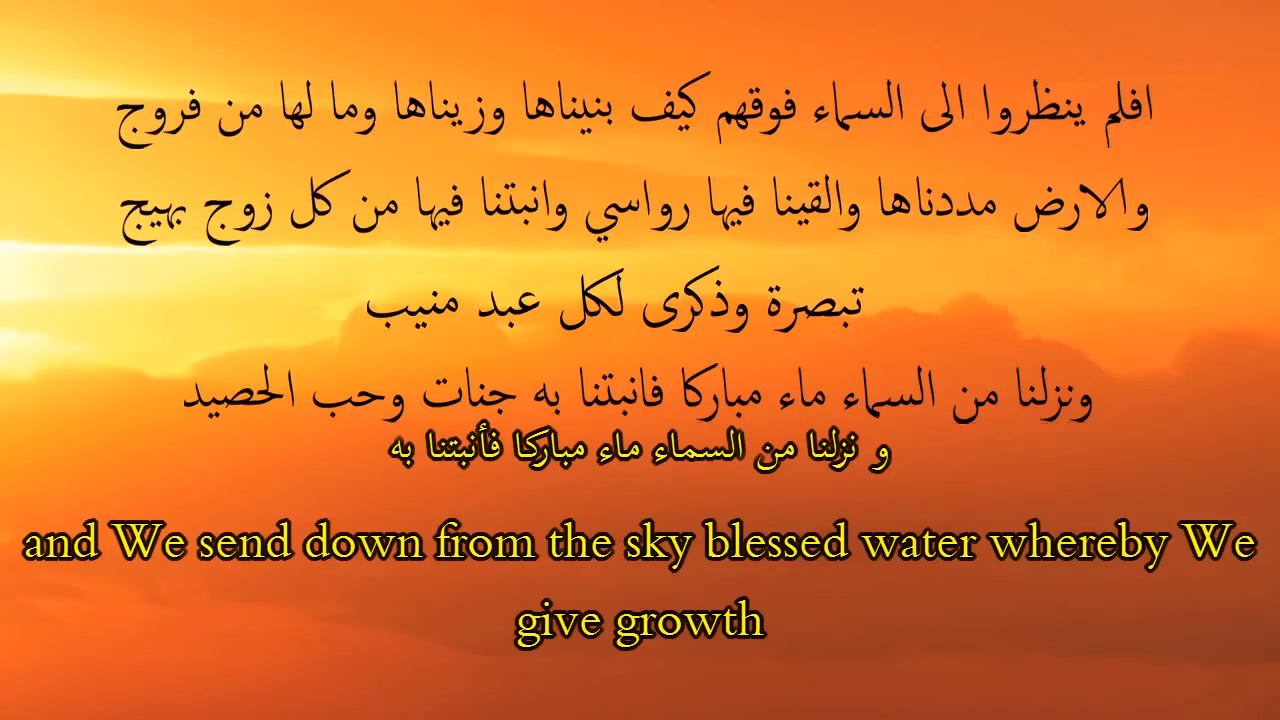 افلم ينظروا الى السماء فوقهم كيف بنيناها وزيناها وما لها من فروج
والارض مددناها والقينا فيها رواسي وانبتنا فيها من كل زوج بهيج
تبصرة وذكرى لكل عبد منيب
ونزلنا من السماء ماء مباركا فانبتنا به جنات وحب الحصيد
و نزلنا من السماء ماء مباركا فأنبتنا به
and We send down from the sky blessed water whereby We
give growth